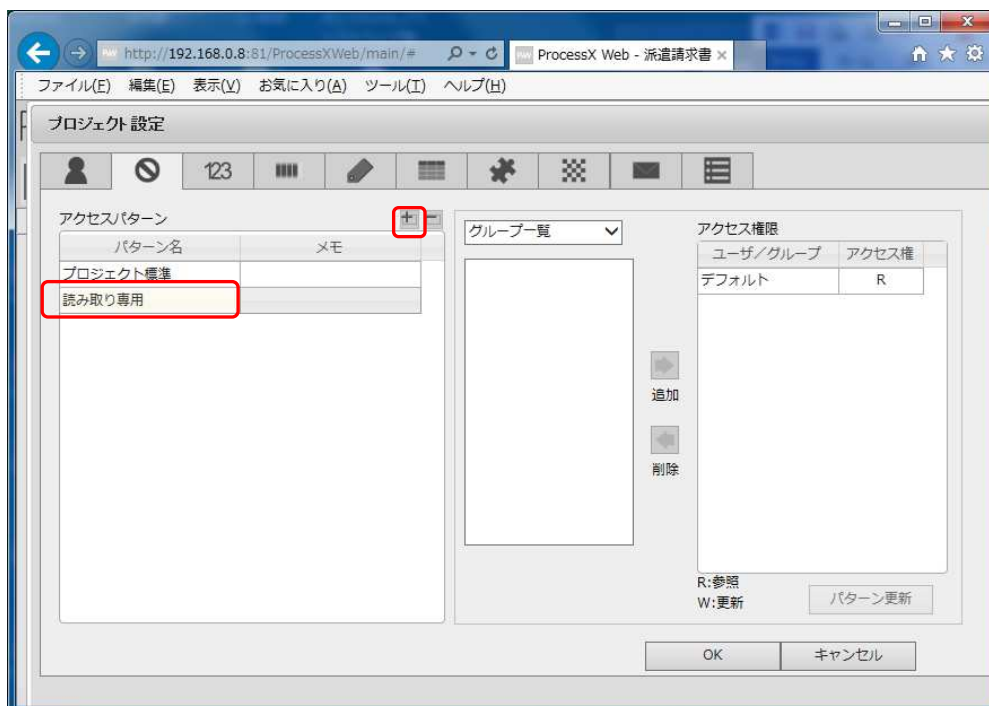 http://192.168.0.8:81/ProcessXWeb/main/#
ProcessX Web - 派遣請求書
ファイル(F) 編集(E) 表示(V) お気に入り(A) ツール(T) ヘルプ(H)
プロジェクト設定
123
アクセスパターン
パターン名 メモ
プロジェクト標準
読み取り専用
グループ一覧
追加
削除
アクセス権限
ユーザ／グループ アクセス権
デフォルト R
R:参照
W:更新
パターン更新
OK キャンセル